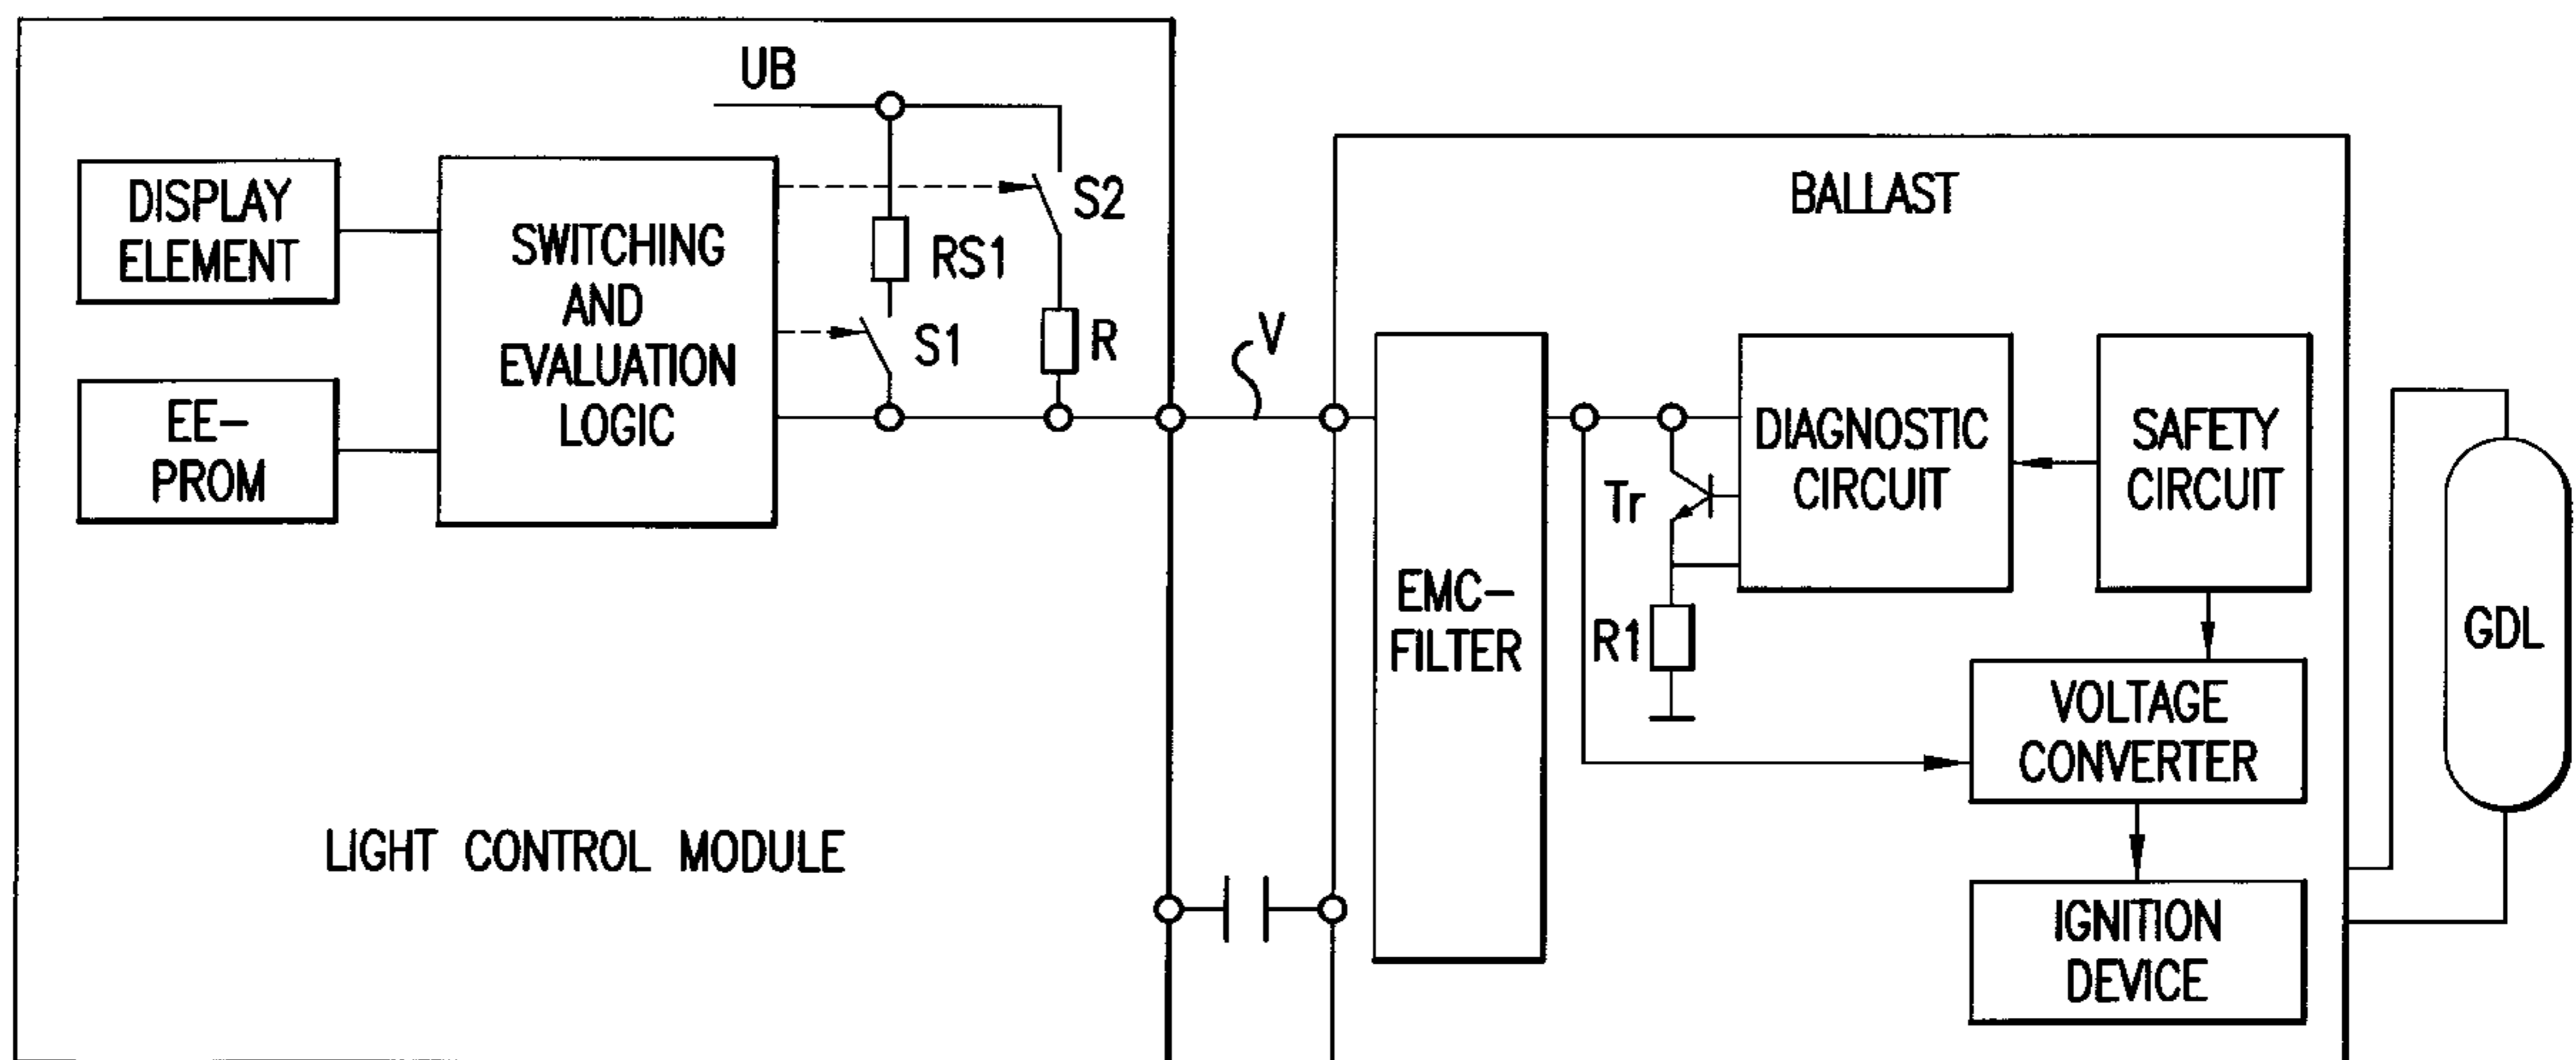 UB
DISPLAY
ELEMENT
SWITCHING
AND
EVALUATION
LOGIC
EE-
PROM
RS1
S1
S2
R
V
LIGHT CONTROL MODULE
BALLAST
EMC-
FILTER
Tr
R1
DIAGNOSTIC
CIRCUIT
SAFETY
CIRCUIT
VOLTAGE
CONVERTER
IGNITION
DEVICE
GDL